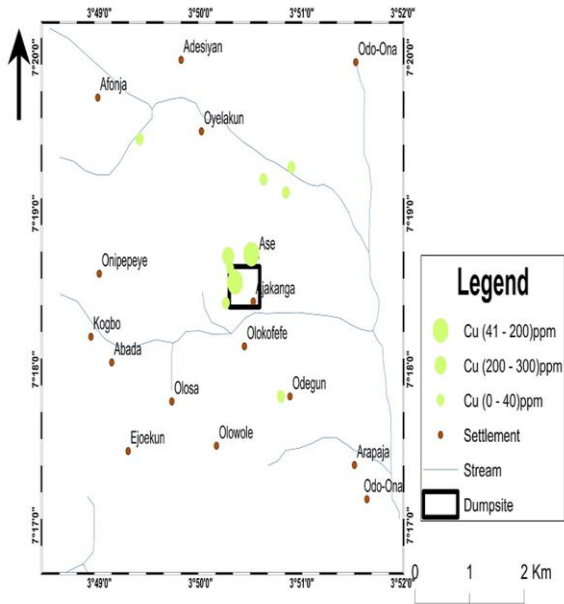 3°49'0"
3°50'0"
3°51'0"
3°52'0"
7°20'0"
7°20'0"
Adesiyan
Odo-Ona
Afonja
Oyelakun
7°19'0"
7°19'0"
Ase
Onipepeye
Ajakanga
Kogbo
Olokofefe
Abada
7°18'0"
7°18'0"
Olosa
Odegun
Ejoekun
Olowole
Arapaja
Odo-Ona
7°17'0"
7°17'0"
3°49'0"
3°50'0"
3°51'0"
3°52'0"
Legend
Cu (41 - 200)ppm
Cu (200 - 300)ppm
Cu (0 - 40)ppm
Settlement
Stream
Dumpsite
0 1 2 Km